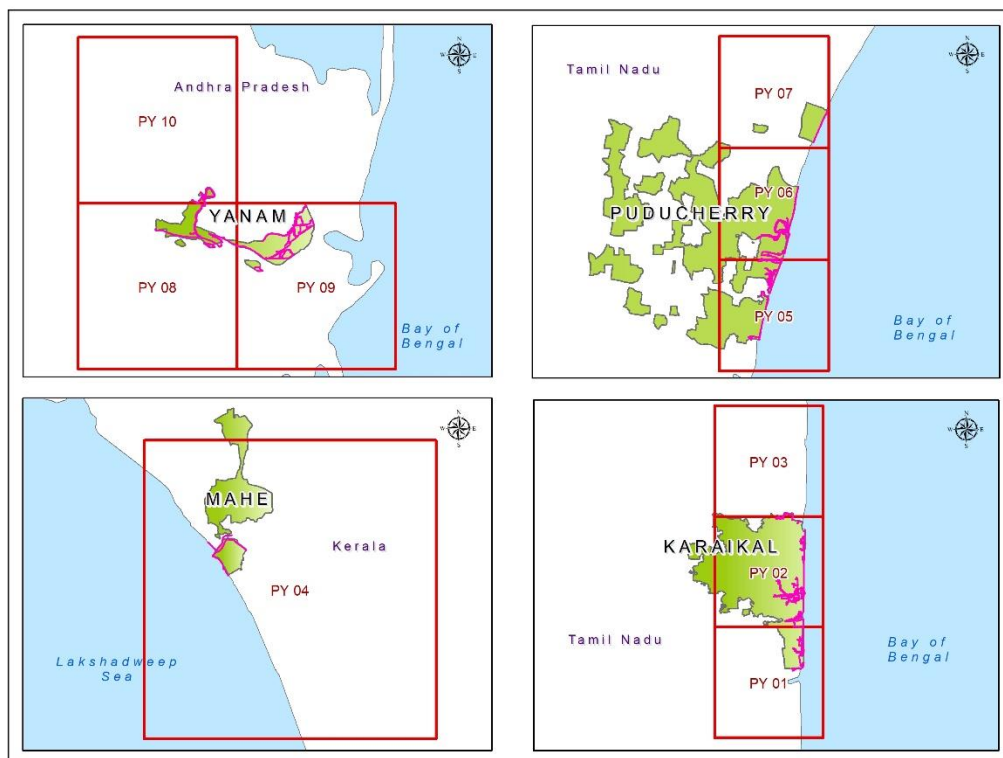 Andhra Pradesh
PY 10
YANAM
PY 08
PY 09
Bay of
Bengal
N
W
E
S
Tamil Nadu
PY 07
PY 06
PUDUCHERRY
PY 05
Bay of
Bengal
N
W
E
S
MAHE
Kerala
PY 04
Lakshadweep
Sea
N
W
E
S
PY 03
KARAIKAL
PY 02
Tamil Nadu
PY 01
Bay of
Bengal
N
W
E
S